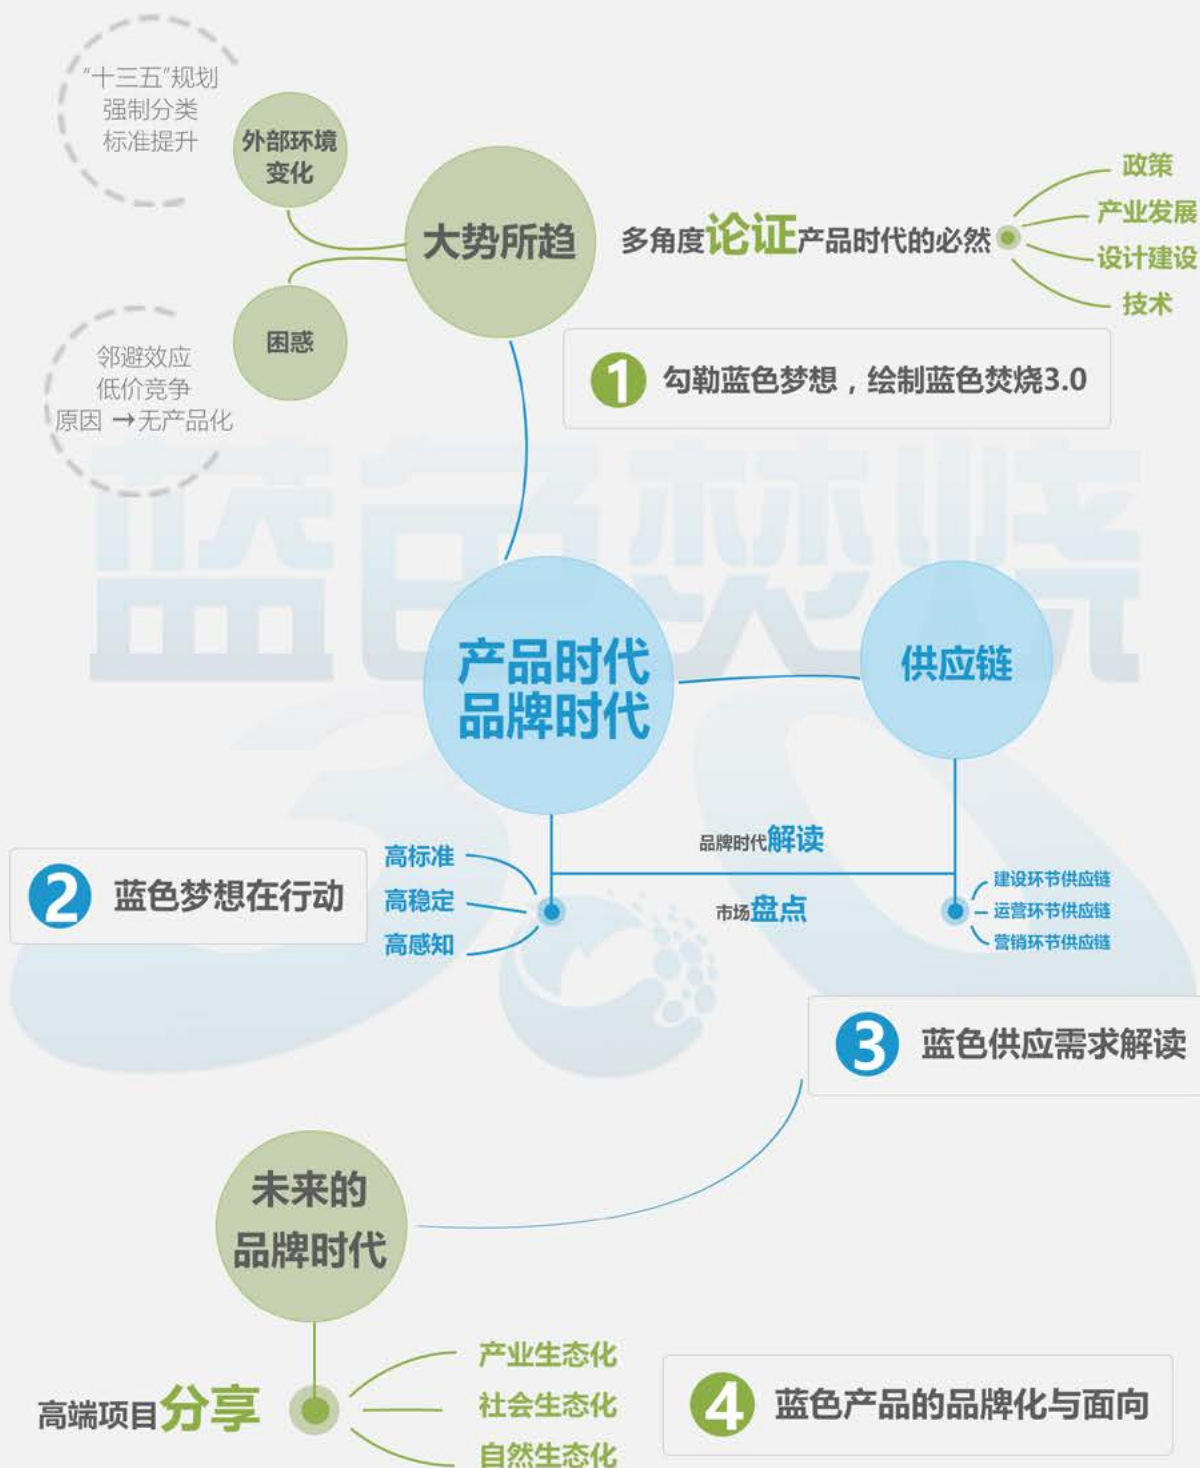 “十三五”规划
强制分类
标准提升
外部环境
变化
大势所趋
多角度论证产品时代的必然
政策
产业发展
设计建设
技术
困惑
邻避效应
低价竞争
原因 →无产品化
1 勾勒蓝色梦想，绘制蓝色焚烧3.0
蓝色焚烧
3.0
产品时代
品牌时代
供应链
品牌时代解读
市场盘点
2 蓝色梦想在行动
高标准
高稳定
高感知
建设环节供应链
运营环节供应链
营销环节供应链
3 蓝色供应需求解读
未来的
品牌时代
高端项目分享
产业生态化
社会生态化
自然生态化
4 蓝色产品的品牌化与面向